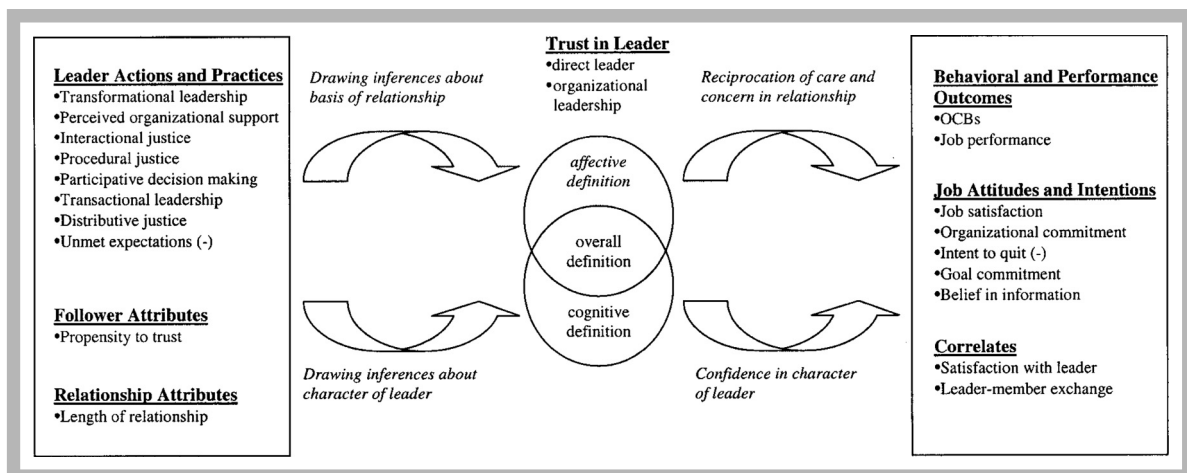 Leader Actions and Practices
•Transformational leadership
•Perceived organizational support
•Interactional justice
•Procedural justice
•Participative decision making
•Transactional leadership
•Distributive justice
•Unmet expectations (-)
Follower Attributes
•Propensity to trust
Relationship Attributes
•Length of relationship
Drawing inferences about
basis of relationship
Drawing inferences about
character of leader
Trust in Leader
•direct leader
•organizational
leadership
affective
definition
overall
definition
cognitive
definition
Reciprocation of care and
concern in relationship
Confidence in character
of leader
Behavioral and Performance
Outcomes
•OCBs
•Job performance
Job Attitudes and Intentions
•Job satisfaction
•Organizational commitment
•Intent to quit (-)
•Goal commitment
•Belief in information
Correlates
•Satisfaction with leader
•Leader-member exchange